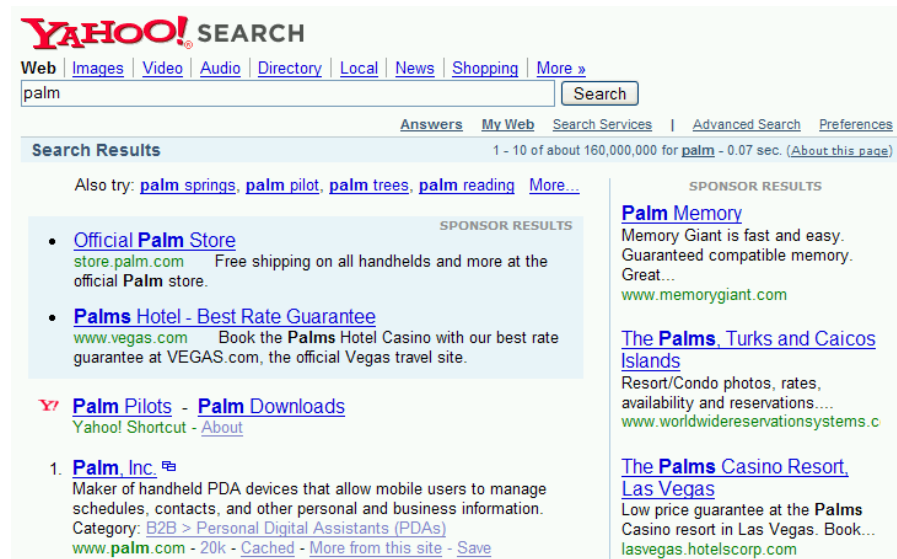 YAHOO! SEARCH
Web | Images | Video | Audio | Directory | Local | News | Shopping | More »
palm
Search
Answers My Web Search Services | Advanced Search Preferences
Search Results
1 - 10 of about 160,000,000 for palm - 0.07 sec. (About this page)
Also try: palm springs, palm pilot, palm trees, palm reading More...
SPONSOR RESULTS
• Official Palm Store
store.palm.com Free shipping on all handhelds and more at the
official Palm store.
• Palms Hotel - Best Rate Guarantee
www.vegas.com Book the Palms Hotel Casino with our best rate
guarantee at VEGAS.com, the official Vegas travel site.
Y! Palm Pilots - Palm Downloads
Yahoo! Shortcut - About
1. Palm, Inc.
Maker of handheld PDA devices that allow mobile users to manage
schedules, contacts, and other personal and business information.
Category: B2B > Personal Digital Assistants (PDAs)
www.palm.com - 20k - Cached - More from this site - Save
SPONSOR RESULTS
Palm Memory
Memory Giant is fast and easy.
Guaranteed compatible memory.
Great...
www.memorygiant.com
The Palms, Turks and Caicos
Islands
Resort/Condo photos, rates,
availability and reservations....
www.worldwidereservationsystems.c
The Palms Casino Resort,
Las Vegas
Low price guarantee at the Palms
Casino resort in Las Vegas. Book...
lasvegas.hotelscorp.com